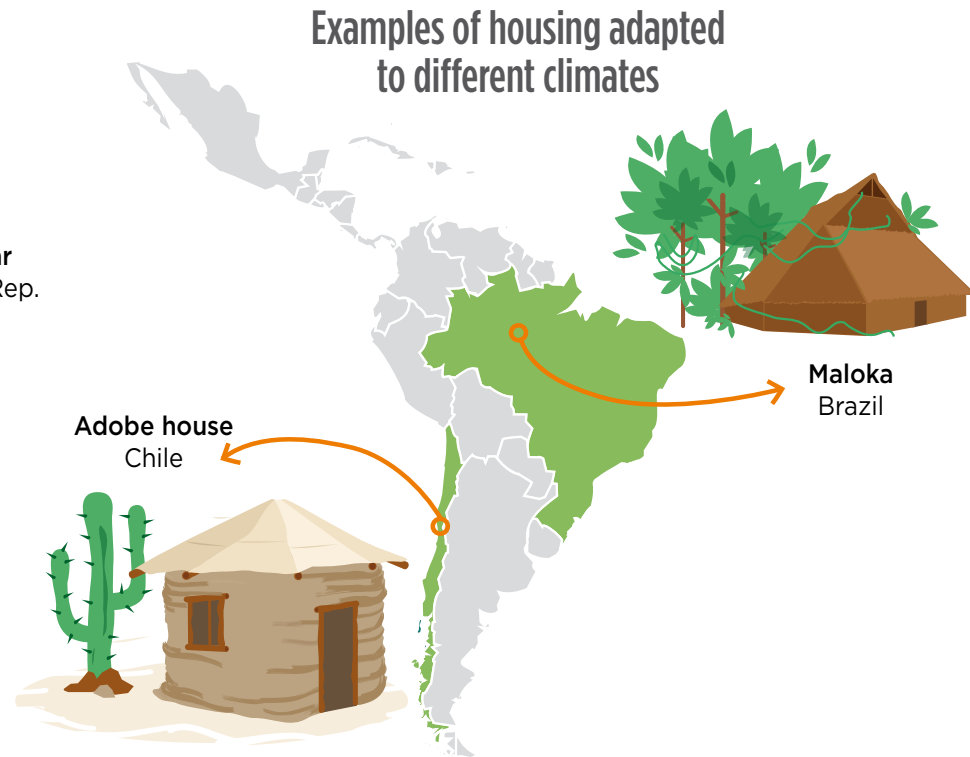 Examples of housing adapted
to different climates
Rep.
Maloka
Brazil
Adobe house
Chile